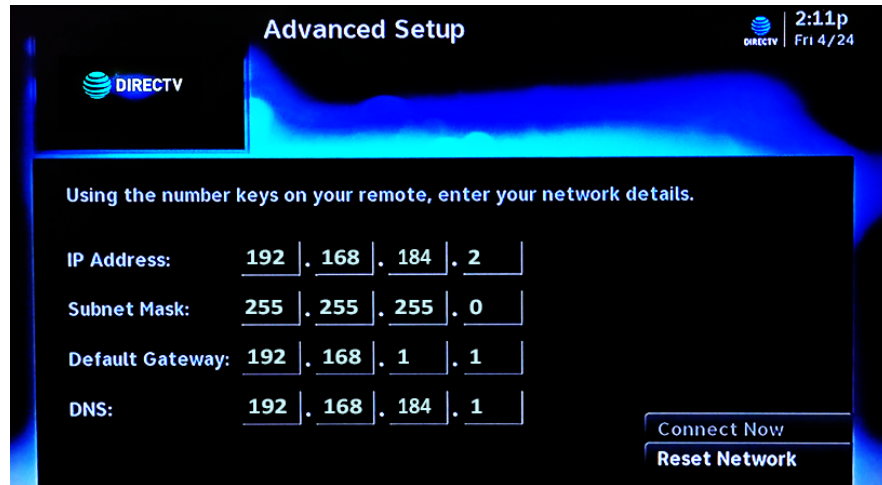 Advanced Setup
2:11p
DIRECTV
Fri 4/24
DIRECTV
Using the number keys on your remote, enter your network details.
IP Address: 192 . 168 . 184 . 2
Subnet Mask: 255 . 255 . 255 . 0
Default Gateway: 192 . 168 . 1 . 1
DNS: 192 . 168 . 184 . 1
Connect Now
Reset Network